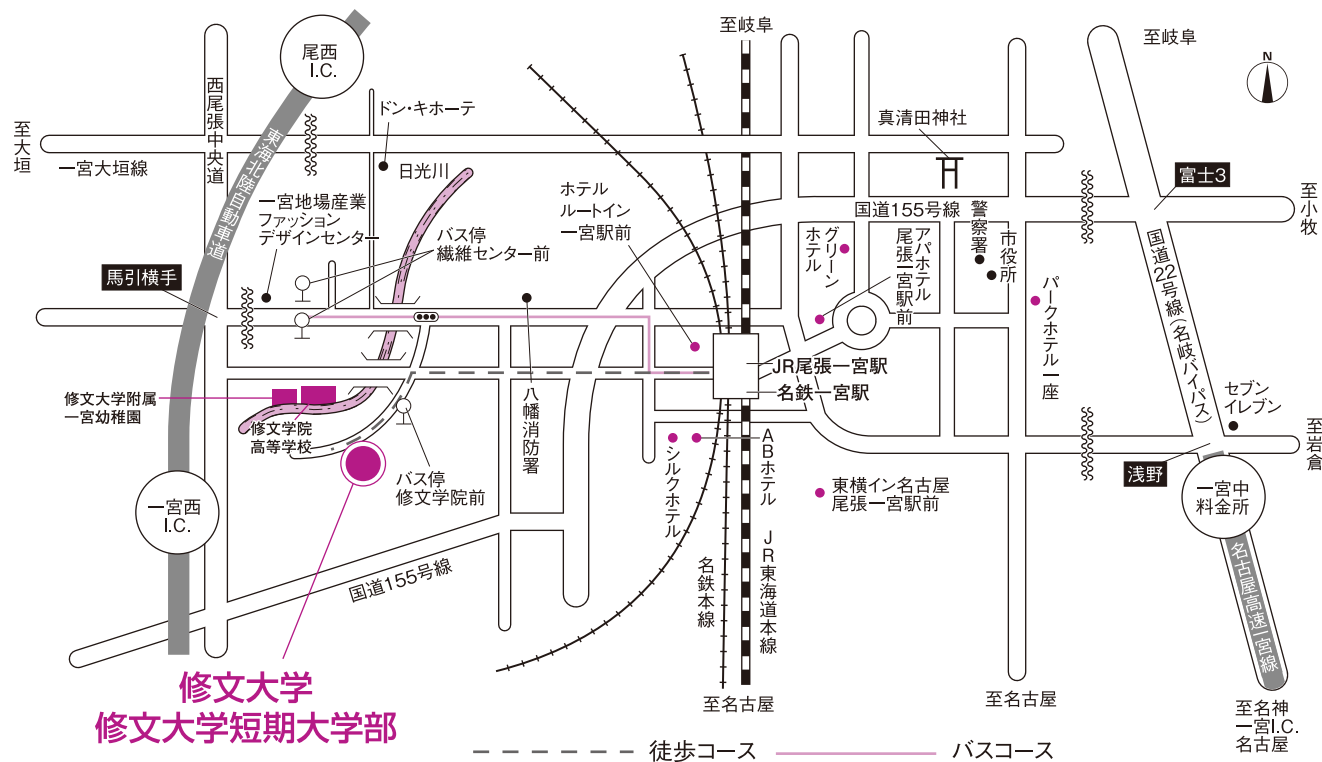 尾西
I.C.
至岐阜
至岐阜
N
西尾張中央道
ドン・キホーテ
真清田神社
至大垣
一宮大垣線
東海北陸自動車道
日光川
富士3
至小牧
一宮地場産業
ファッション
デザインセンター
バス停
繊維センター前
ホテル
ルートイン
一宮駅前
国道155号線
グリーン
ホテル
アパホテル
尾張一宮駅前
警察署
市役所
パークホテル一座
国道22号線(名岐バイパス)
馬引横手
JR尾張一宮駅
名鉄一宮駅
セブン
イレブン
至岩倉
修文大学附属
一宮幼稚園
修文学院
高等学校
八幡消防署
バス停
修文学院前
シルクホテル
ABホテル
東横イン名古屋
尾張一宮駅前
浅野
一宮中
料金所
一宮西
I.C.
国道155号線
名鉄本線
JR東海道本線
名古屋高速一宮線
修文大学
修文大学短期大学部
至名古屋
至名古屋
至名神
一宮I.C.
名古屋
徒歩コース
バスコース